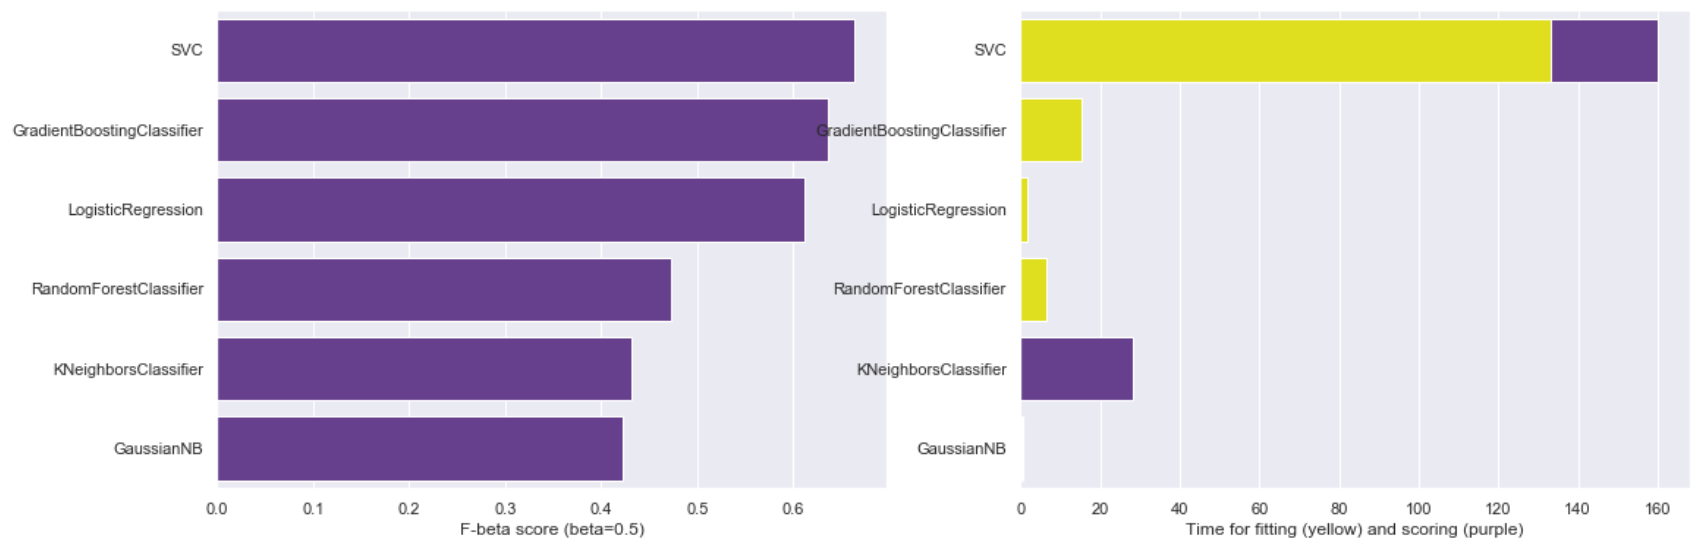 SVC
GradientBoostingClassifier
LogisticRegression
RandomForestClassifier
KNeighborsClassifier
GaussianNB
0.0 0.1 0.2 0.3 0.4 0.5 0.6
F-beta score (beta=0.5)
SVC
GradientBoostingClassifier
LogisticRegression
RandomForestClassifier
KNeighborsClassifier
GaussianNB
0 20 40 60 80 100 120 140 160
Time for fitting (yellow) and scoring (purple)